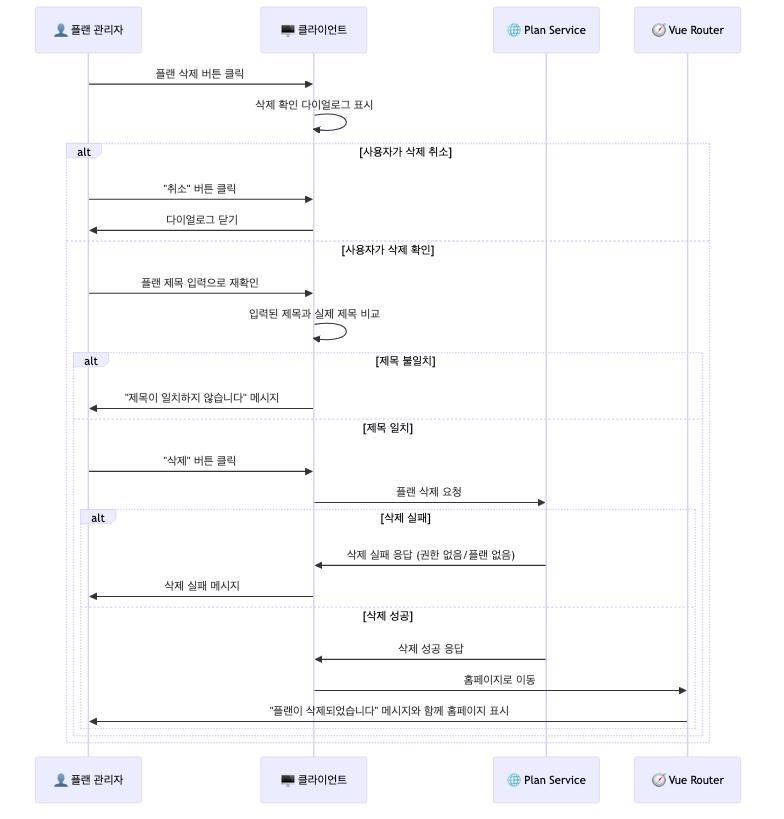 👤 플랜 관리자
🖥️ 클라이언트
🌐 Plan Service
🧭 Vue Router
플랜 삭제 버튼 클릭
삭제 확인 다이얼로그 표시
alt
[사용자가 삭제 취소]
"취소" 버튼 클릭
다이얼로그 닫기
[사용자가 삭제 확인]
플랜 제목 입력으로 재확인
입력된 제목과 실제 제목 비교
alt
[제목 불일치]
"제목이 일치하지 않습니다" 메시지
[제목 일치]
"삭제" 버튼 클릭
플랜 삭제 요청
alt
[삭제 실패]
삭제 실패 응답 (권한 없음/플랜 없음)
삭제 실패 메시지
[삭제 성공]
삭제 성공 응답
홈페이지로 이동
"플랜이 삭제되었습니다" 메시지와 함께 홈페이지 표시
👤 플랜 관리자
🖥️ 클라이언트
🌐 Plan Service
🧭 Vue Router